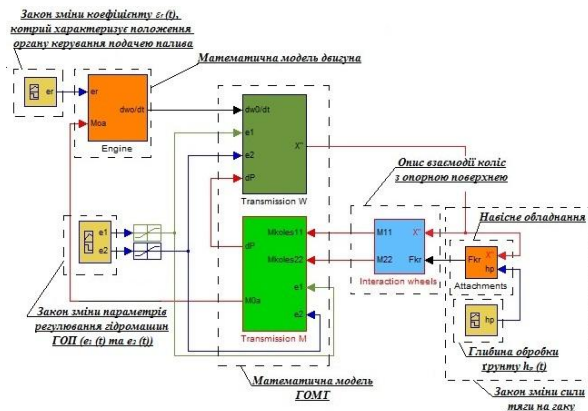 Закон зміни коефіцієнту εr (t),
котрий характеризує положення
органу керування подачею палива
Математична модель двигуна
er
er
dwo/dt
Moa
Engine
dw0/dt
e1
e2
dP
X''
Transmission W
Опис взаємодії коліс
з опорною поверхнею
Навісне обладнання
e1
e2
Mkoles11
dP
Mkoles22
M0a
e1
e2
Transmission M
M11
X''
M22
Fkr
Interaction wheels
X''
Fkr
hp
Attachments
hp
Закон зміни параметрів
регулювання гідромашин
ГОП (e₁ (t) та e₂ (t))
Математична модель
ГОМТ
Глибина обробки
ґрунту hₚ (t)
Закон зміни сили
тяги на гаку